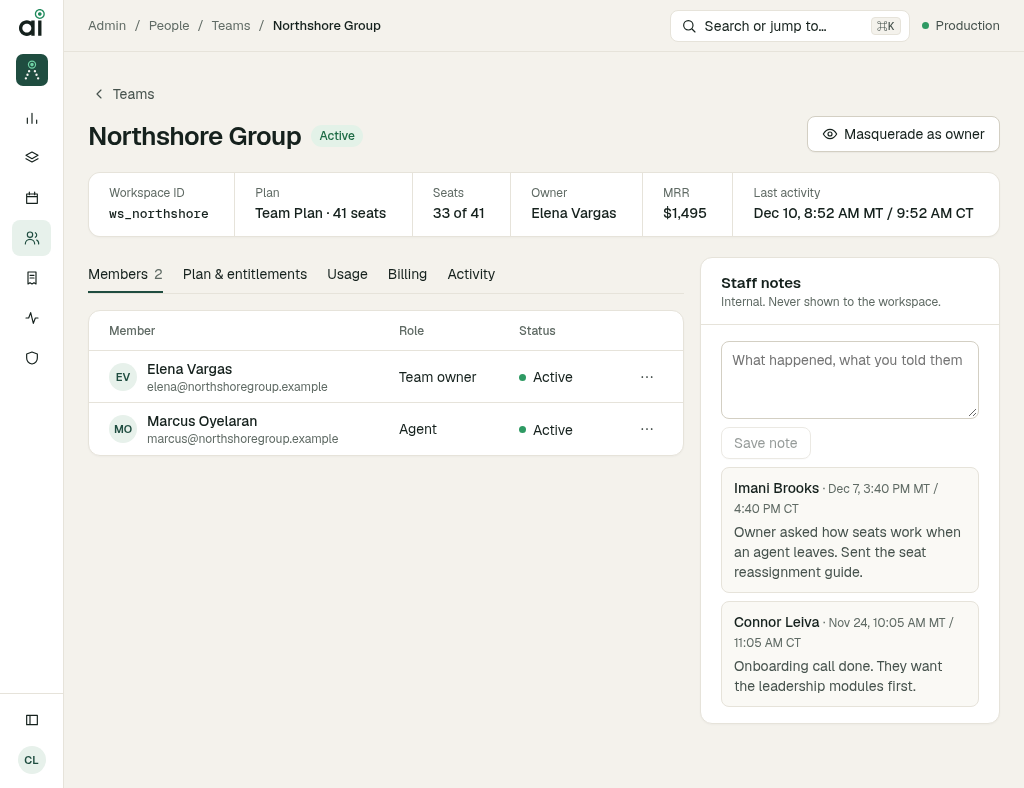 ai
Admin / People / Teams / Northshore Group
Search or jump to…
⌘K
Production
Teams
Northshore Group
Active
Masquerade as owner
Workspace ID
ws_northshore
Plan
Team Plan · 41 seats
Seats
33 of 41
Owner
Elena Vargas
MRR
$1,495
Last activity
Dec 10, 8:52 AM MT / 9:52 AM CT
Members 2
Plan & entitlements
Usage
Billing
Activity
Member
Role
Status
EV
Elena Vargas
elena@northshoregroup.example
Team owner
Active
MO
Marcus Oyelaran
marcus@northshoregroup.example
Agent
Active
Staff notes
Internal. Never shown to the workspace.
What happened, what you told them
Save note
Imani Brooks · Dec 7, 3:40 PM MT /
4:40 PM CT
Owner asked how seats work when
an agent leaves. Sent the seat
reassignment guide.
Connor Leiva · Nov 24, 10:05 AM MT /
11:05 AM CT
Onboarding call done. They want
the leadership modules first.
CL